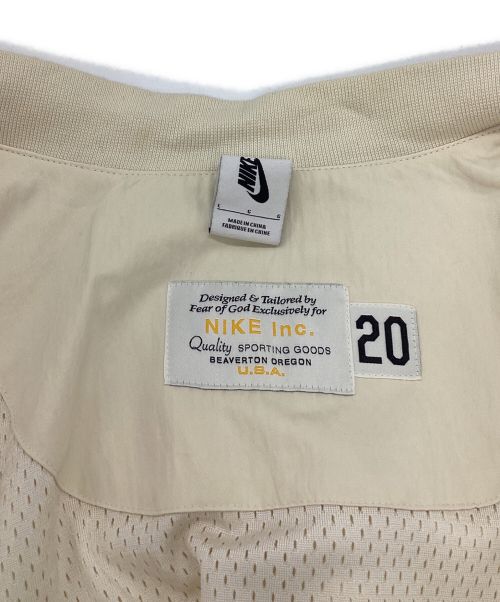 NIKE
L G G
MADE IN CHINA
FABRIQUÉ EN CHINE
Designed & Tailored by
Fear of God Exclusively for
NIKE Inc.
Quality SPORTING GOODS
BEAVERTON OREGON
U.S.A.
20